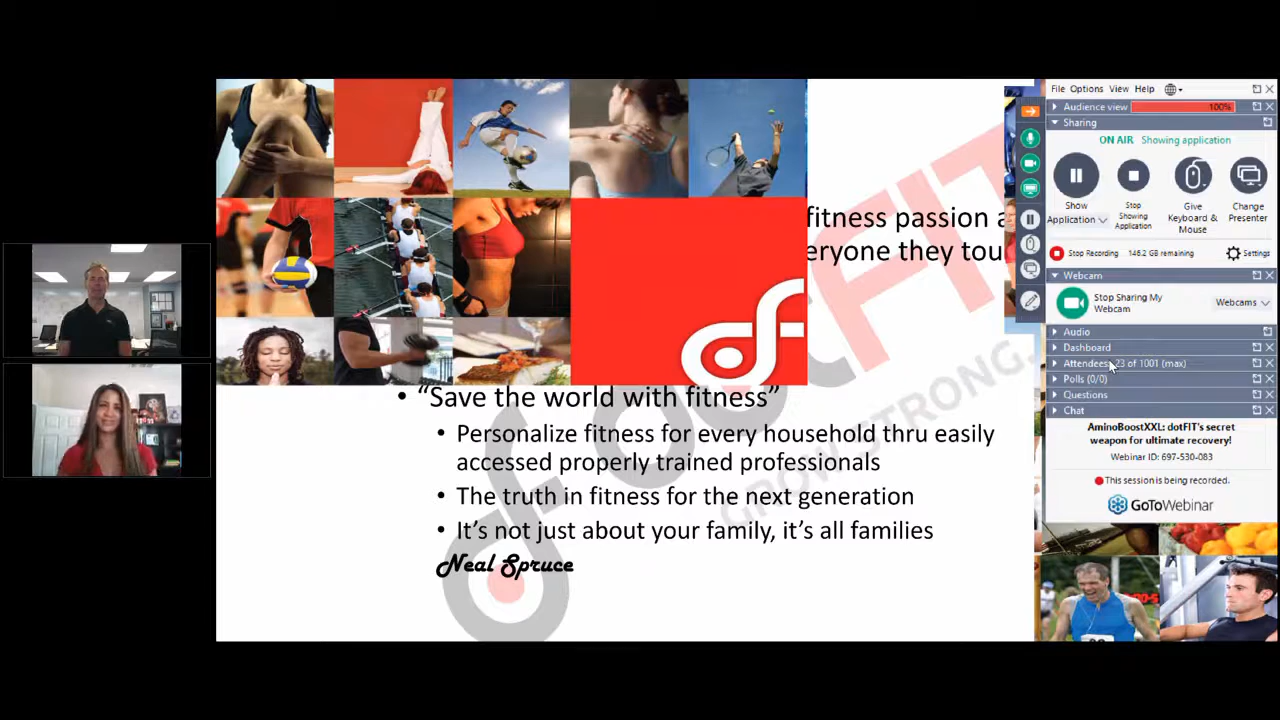 fitness passion a
eryone they tou
• “Save the world with fitness”
• Personalize fitness for every household thru easily
accessed properly trained professionals
• The truth in fitness for the next generation
• It’s not just about your family, it’s all families
Neal Spruce
dotFIT
GROW STRONG.
File Options View Help
Audience view 100%
Sharing
ON AIR Showing application
Show
Application
Stop
Showing
Application
Give
Keyboard &
Mouse
Change
Presenter
Stop Recording 146.2 GB remaining Settings
Webcam
Stop Sharing My
Webcam
Webcams
Audio
Dashboard
Attendees: 23 of 1001 (max)
Polls (0/0)
Questions
Chat
AminoBoostXXL: dotFIT's secret
weapon for ultimate recovery!
Webinar ID: 697-530-083
This session is being recorded.
GoToWebinar